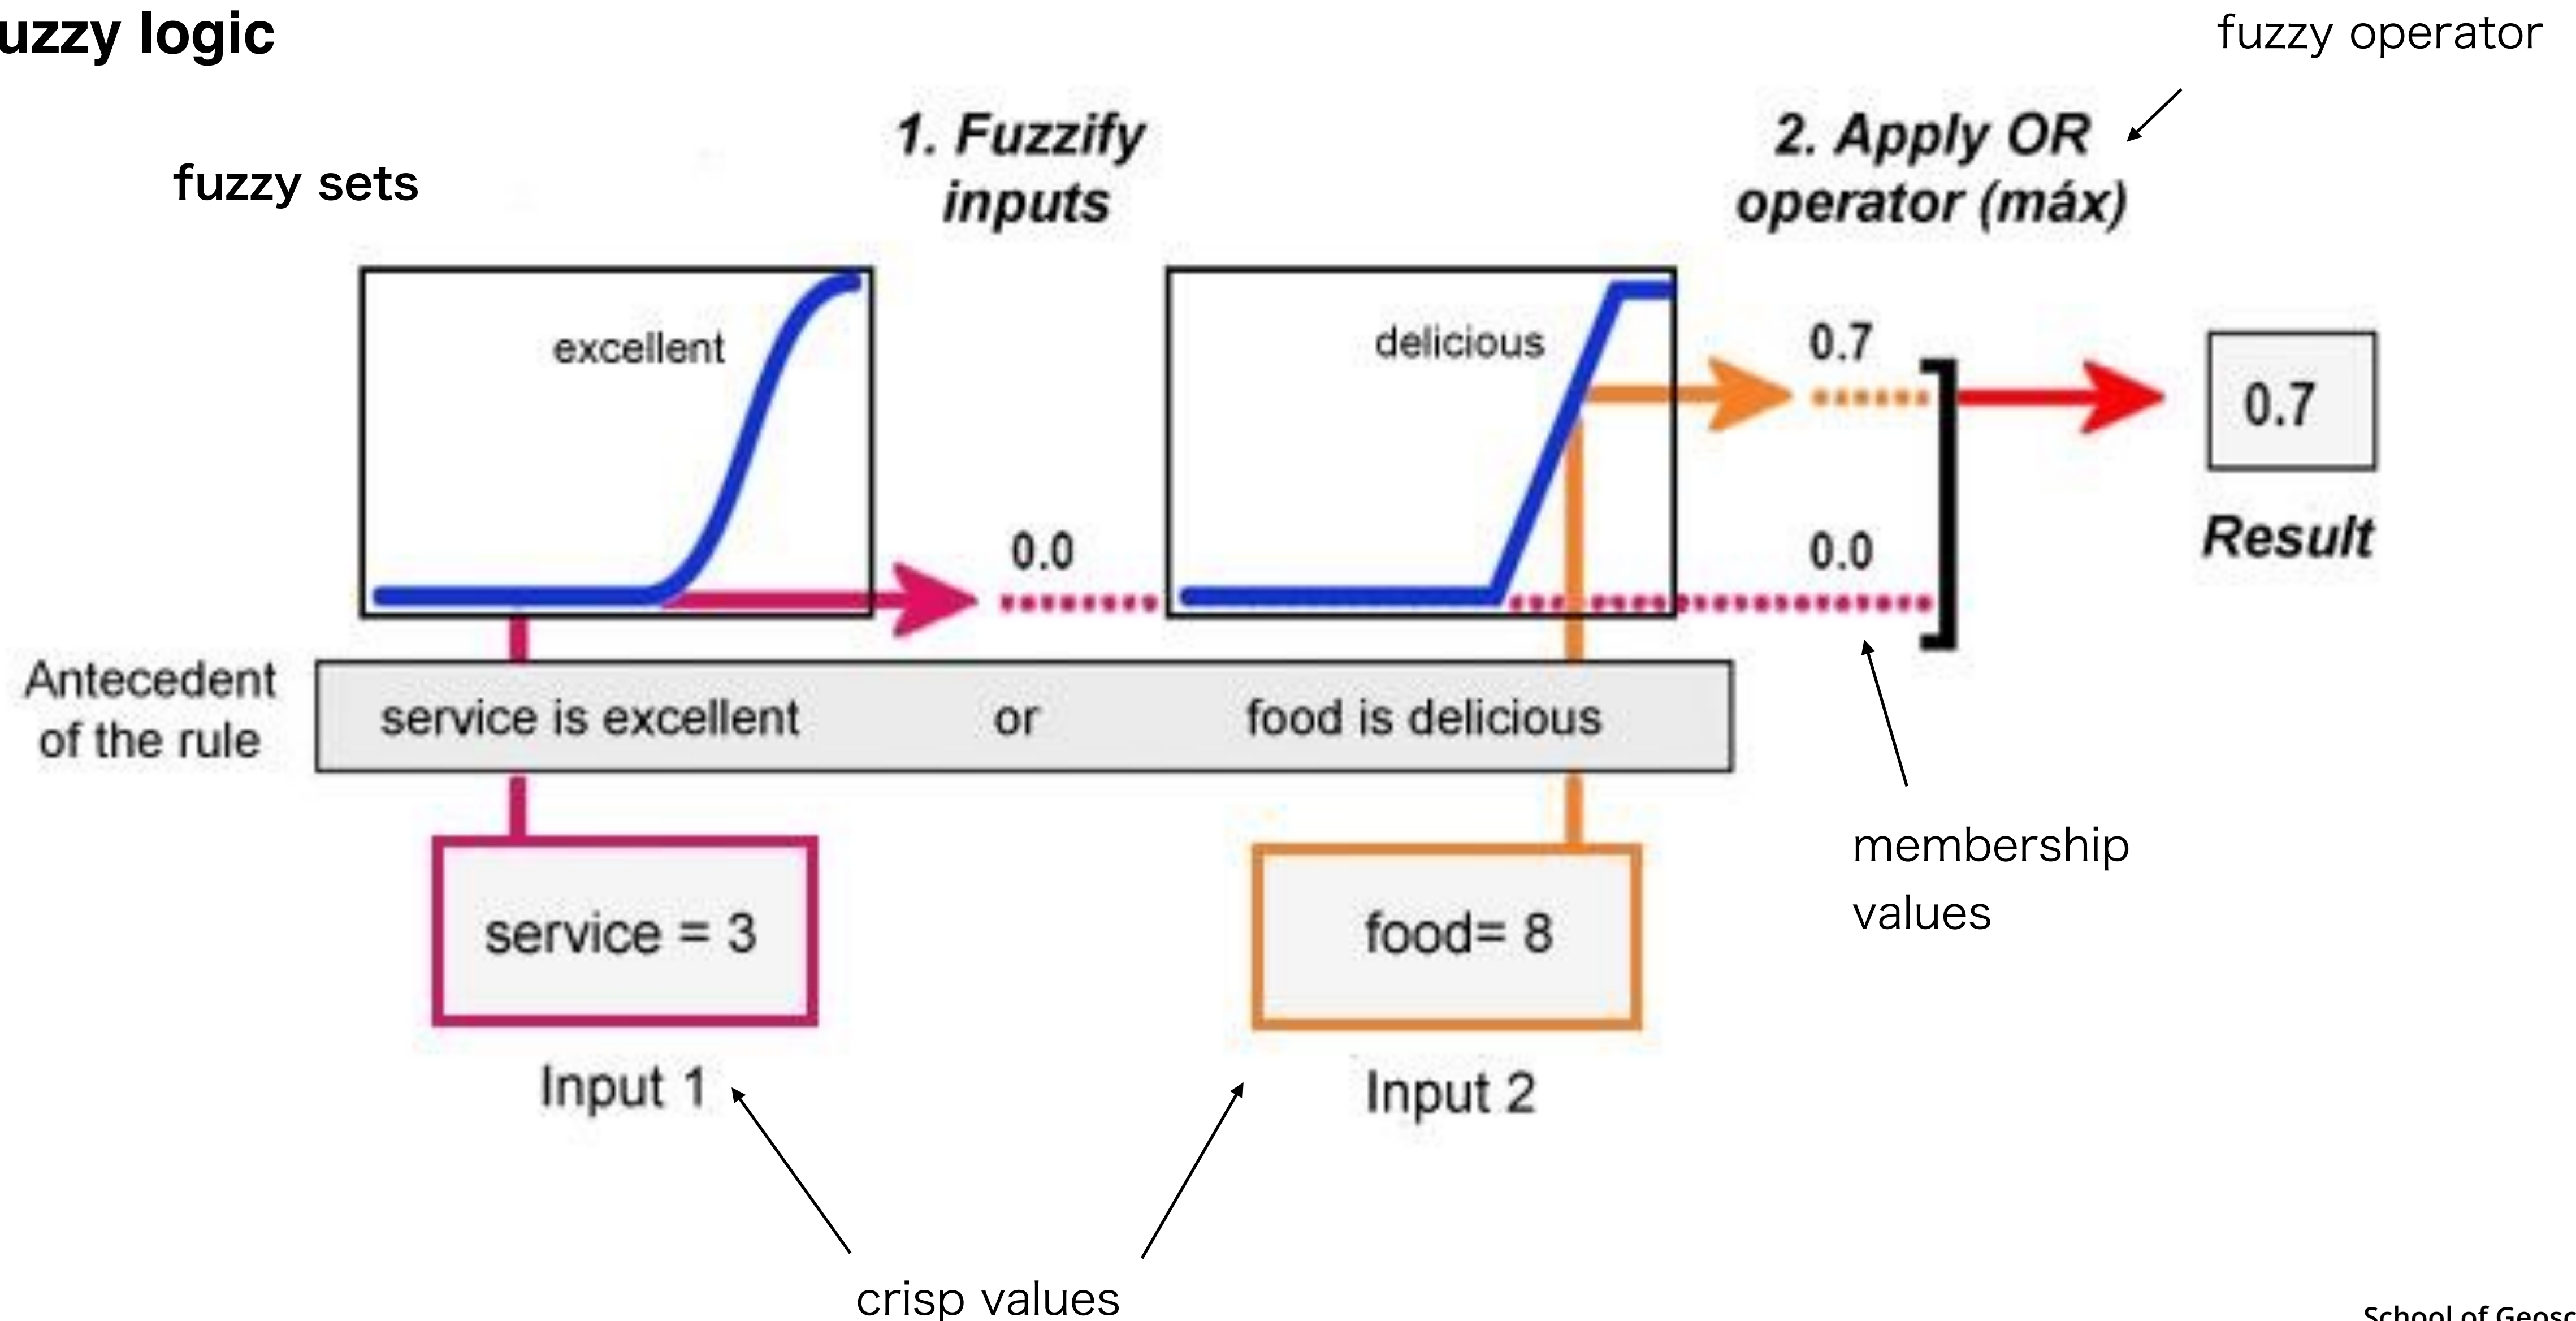 uzzy logic
fuzzy operator
1. Fuzzify
inputs
2. Apply OR
operator (máx)
fuzzy sets
excellent
delicious
0.7
0.7
0.0
0.0
Result
Antecedent
of the rule
service is excellent or food is delicious
membership
values
service = 3
food= 8
Input 1
Input 2
crisp values
School of Geosc